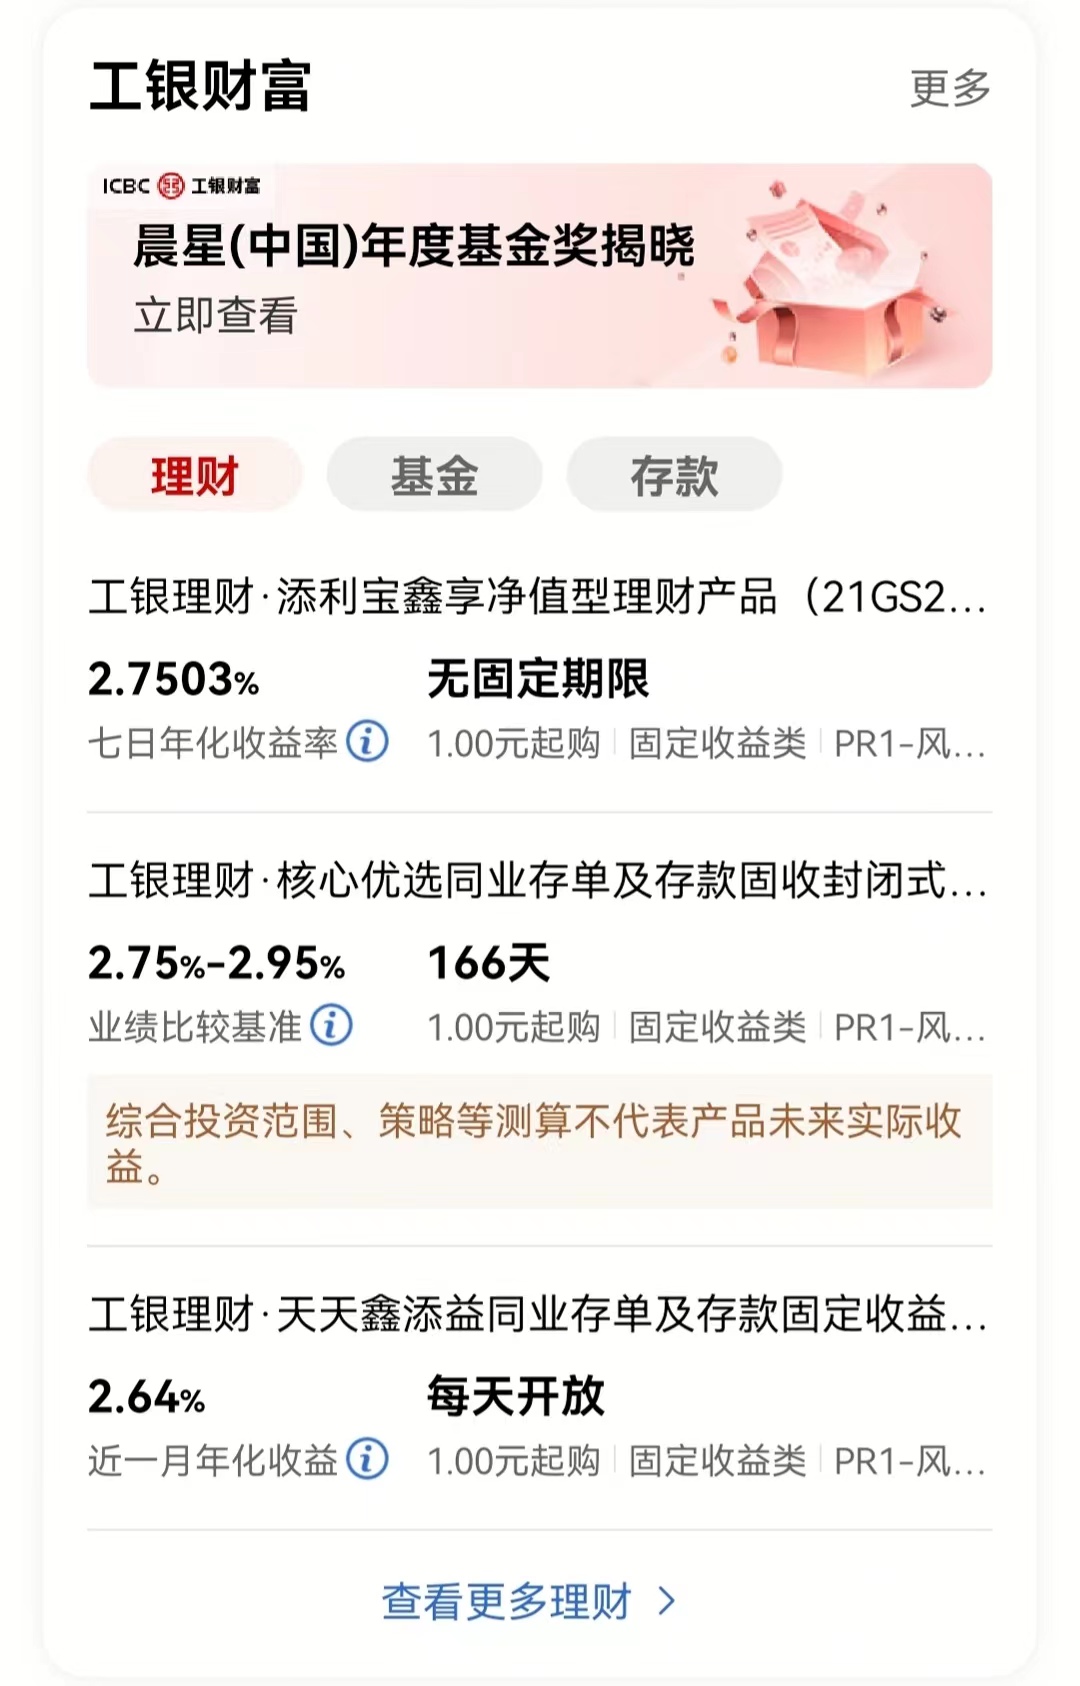 工银财富
更多
ICBC 工银财富
晨星(中国)年度基金奖揭晓
立即查看
理财 基金 存款
工银理财·添利宝鑫享净值型理财产品（21GS2...
2.7503% 无固定期限
七日年化收益率 1.00元起购 固定收益类 PR1-风...
工银理财·核心优选同业存单及存款固收封闭式...
2.75%-2.95% 166天
业绩比较基准 1.00元起购 固定收益类 PR1-风...
综合投资范围、策略等测算不代表产品未来实际收
益。
工银理财·天天鑫添益同业存单及存款固定收益...
2.64% 每天开放
近一月年化收益 1.00元起购 固定收益类 PR1-风...
查看更多理财 >